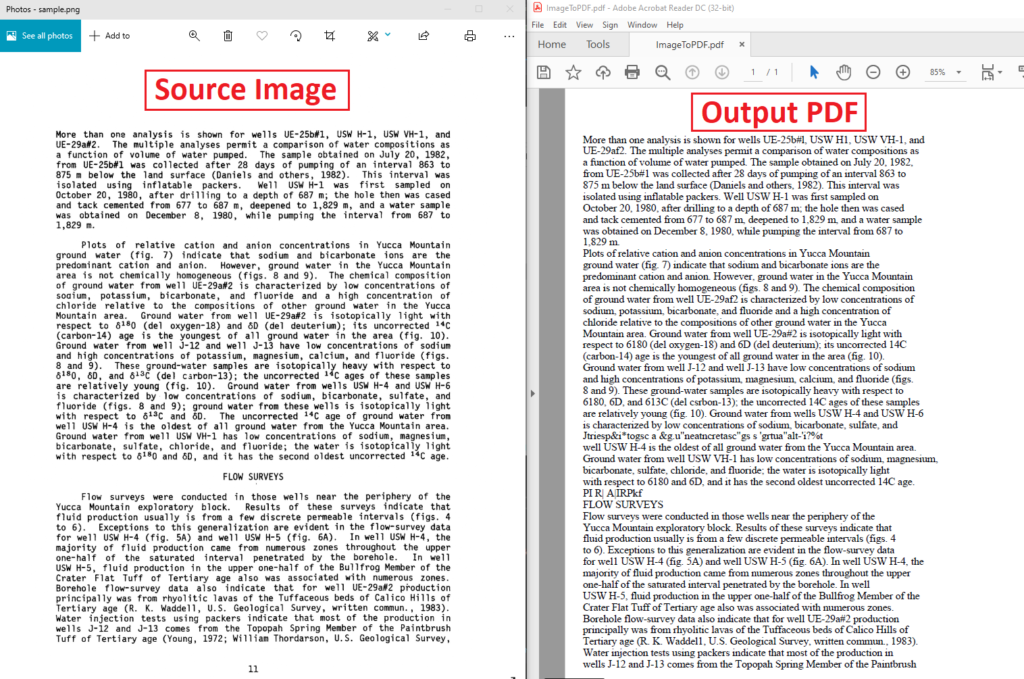 Photos - sample.png
See all photos
Add to
Source Image
More than one analysis is shown for wells UE-25b#1, USW H-1, USW VH-1, and
UE-29a#2. The multiple analyses permit a comparison of water compositions as
a function of volume of water pumped. The sample obtained on July 20, 1982,
from UE-25b#1 was collected after 28 days of pumping of an interval 863 to
875 m below the land surface (Daniels and others, 1982). This interval was
isolated using inflatable packers. Well USW H-1 was first sampled on
October 20, 1980, after drilling to a depth of 687 m; the hole then was cased
and tack cemented from 677 to 687 m, deepened to 1,829 m, and a water sample
was obtained on December 8, 1980, while pumping the interval from 687 to
1,829 m.
Plots of relative cation and anion concentrations in Yucca Mountain
ground water (fig. 7) indicate that sodium and bicarbonate ions are the
predominant cation and anion. However, ground water in the Yucca Mountain
area is not chemically homogeneous (figs. 8 and 9). The chemical composition
of ground water from well UE-29a#2 is characterized by low concentrations of
sodium, potassium, bicarbonate, and fluoride and a high concentration of
chloride relative to the compositions of other ground water in the Yucca
Mountain area. Ground water from well UE-29a#2 is isotopically light with
respect to δ¹⁸O (del oxygen-18) and δD (del deuterium); its uncorrected ¹⁴C
(carbon-14) age is the youngest of all ground water in the area (fig. 10).
Ground water from well J-12 and well J-13 have low concentrations of sodium
and high concentrations of potassium, magnesium, calcium, and fluoride (figs.
8 and 9). These ground-water samples are isotopically heavy with respect to
δ¹⁸O, δD, and δ¹³C (del carbon-13); the uncorrected ¹⁴C ages of these samples
are relatively young (fig. 10). Ground water from wells USW H-4 and USW H-6
is characterized by low concentrations of sodium, bicarbonate, sulfate, and
fluoride (figs. 8 and 9); ground water from these wells is isotopically light
with respect to δ¹³C and δD. The uncorrected ¹⁴C age of ground water from
well USW H-4 is the oldest of all ground water from the Yucca Mountain area.
Ground water from well USW VH-1 has low concentrations of sodium, magnesium,
bicarbonate, sulfate, chloride, and fluoride; the water is isotopically light
with respect to δ¹⁸O and δD, and it has the second oldest uncorrected ¹⁴C age.
FLOW SURVEYS
Flow surveys were conducted in those wells near the periphery of the
Yucca Mountain exploratory block. Results of these surveys indicate that
fluid production usually is from a few discrete permeable intervals (figs. 4
to 6). Exceptions to this generalization are evident in the flow-survey data
for well USW H-4 (fig. 5A) and well USW H-5 (fig. 6A). In well USW H-4, the
majority of fluid production came from numerous zones throughout the upper
one-half of the saturated interval penetrated by the borehole. In well
USW H-5, fluid production in the upper one-half of the Bullfrog Member of the
Crater Flat Tuff of Tertiary age also was associated with numerous zones.
Borehole flow-survey data also indicate that for well UE-29a#2 production
principally was from rhyolitic lavas of the Tuffaceous beds of Calico Hills of
Tertiary age (R. K. Waddell, U.S. Geological Survey, written commun., 1983).
Water injection tests using packers indicate that most of the production in
wells J-12 and J-13 comes from the Topopah Spring Member of the Paintbrush
Tuff of Tertiary age (Young, 1972; William Thordarson, U.S. Geological Survey,
11
ImageToPDF.pdf - Adobe Acrobat Reader DC (32-bit)
File Edit View Sign Window Help
Home Tools ImageToPDF.pdf ×
1 / 1 85%
Output PDF
More than one analysis is shown for wells UE-25b#l, USW H1, USW VH-1, and
UE-29af2. The multiple analyses permit a comparison of water compositions as
a function of volume of water pumped. The sample obtained on July 20, 1982,
from UE-25b#1 was collected after 28 days of pumping of an interval 863 to
875 m below the land surface (Daniels and others, 1982). This interval was
isolated using inflatable packers. Well USW H-1 was first sampled on
October 20, 1980, after drilling to a depth of 687 m; the hole then was cased
and tack cemented from 677 to 687 m, deepened to 1,829 m, and a water sample
was obtained on December 8, 1980, while pumping the interval from 687 to
1,829 m.
Plots of relative cation and anion concentrations in Yucca Mountain
ground water (fig. 7) indicate that sodium and bicarbonate ions are the
predominant cation and anion. However, ground water in the Yucca Mountain
area is not chemically homogeneous (figs. 8 and 9). The chemical composition
of ground water from well UE-29af2 is characterized by low concentrations of
sodium, potassium, bicarbonate, and fluoride and a high concentration of
chloride relative to the compositions of other ground water in the Yucca
Mountain area. Ground water from well UE-29a#2 is isotopically light with
respect to 6180 (del oxygen-18) and 6D (del deuterium); its uncorrected 14C
(carbon-14) age is the youngest of all ground water in the area (fig. 10).
Ground water from well J-12 and well J-13 have low concentrations of sodium
and high concentrations of potassium, magnesium, calcium, and fluoride (figs.
8 and 9). These ground-water samples are isotopically heavy with respect to
6180, 6D, and 613C (del csrbon-13); the uncorrected 14C ages of these samples
are relatively young (fig. 10). Ground water from wells USW H-4 and USW H-6
is characterized by low concentrations of sodium, bicarbonate, sulfate, and
Jtriesp&i*togsc a &g.u"neatncretasc"gs s 'grtua"alt-'i?%t
well USW H-4 is the oldest of all ground water from the Yucca Mountain area.
Ground water from well USW VH-1 has low concentrations of sodium, magnesium,
bicarbonate, sulfate, chloride, and fluoride; the water is isotopically light
with respect to 6180 and 6D, and it has the second oldest uncorrected 14C age.
PI R| A|IRPkf
FLOW SURVEYS
Flow surveys were conducted in those wells near the periphery of the
Yucca Mountain exploratory block. Results of these surveys indicate that
fluid production usually is from a few discrete permeable intervals (figs. 4
to 6). Exceptions to this generalization are evident in the flow-survey data
for well USW H-4 (fig. 5A) and well USW H-5 (fig. 6A). In well USW H-4, the
majority of fluid production came from numerous zones throughout the upper
one-half of the saturated interval penetrated by the borehole. In well
USW H-5, fluid production in the upper one-half of the Bullfrog Member of the
Crater Flat Tuff of Tertiary age also was associated with numerous zones.
Borehole flow-survey data also indicate that for well UE-29a#2 production
principally was from rhyolitic lavas of the Tuffaceous beds of Calico Hills of
Tertiary age (R. K. Waddell, U.S. Geological Survey, written commun., 1983).
Water injection tests using packers indicate that most of the production in
wells J-12 and J-13 comes from the Topopah Spring Member of the Paintbrush